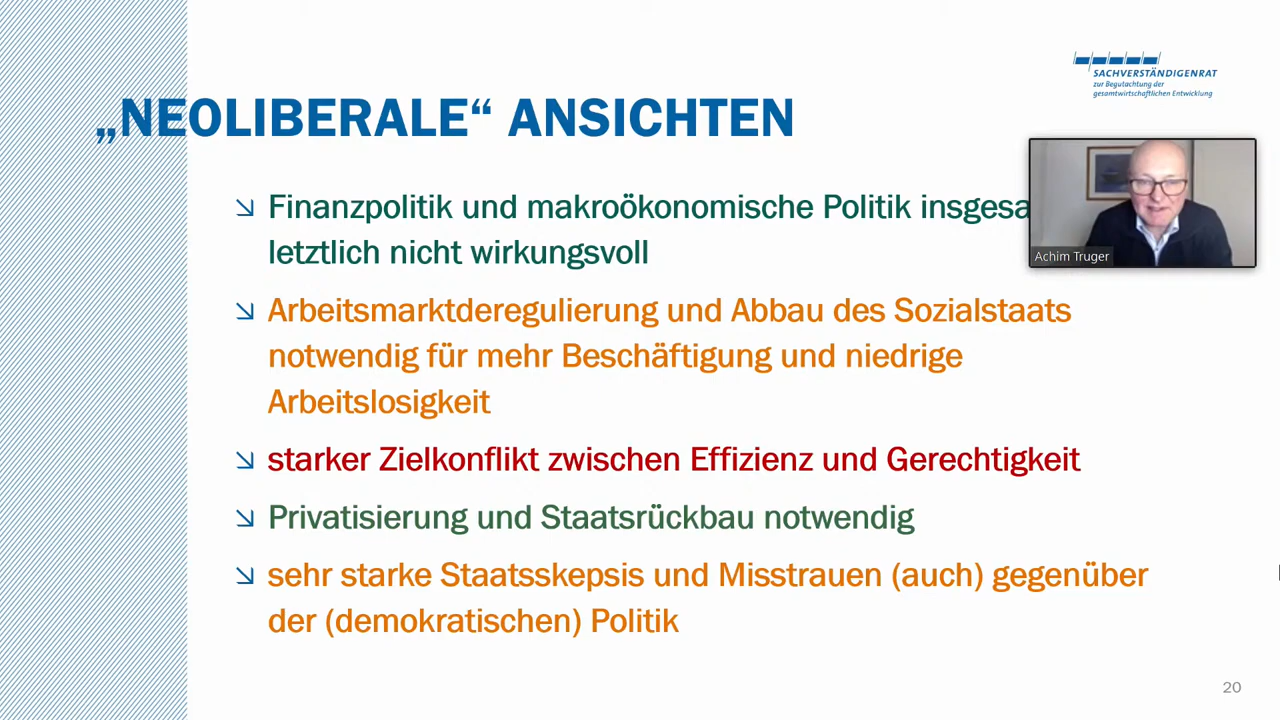 SACHVERSTÄNDIGENRAT
zur Begutachtung der
gesamtwirtschaftlichen Entwicklung
„NEOLIBERALE“ ANSICHTEN
Finanzpolitik und makroökonomische Politik
letztlich nicht wirkungsvoll
Achim Truger
Arbeitsmarktderegulierung und Abbau des Sozialstaats
notwendig für mehr Beschäftigung und niedrige
Arbeitslosigkeit
starker Zielkonflikt zwischen Effizienz und Gerechtigkeit
Privatisierung und Staatsrückbau notwendig
sehr starke Staatsskepsis und Misstrauen (auch) gegenüber
der (demokratischen) Politik
20